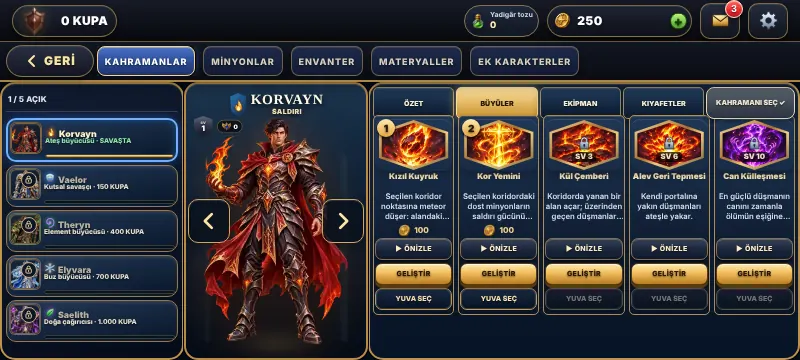 0 KUPA
Yadigâr tozu
0
250
3
GERİ
KAHRAMANLAR
MİNYONLAR
ENVANTER
MATERYALLER
EK KARAKTERLER
1 / 5 AÇIK
Korvayn
Ateş büyücüsü · SAVAŞTA
Vaelor
Kutsal savaşçı · 150 KUPA
Theryn
Element büyücüsü · 400 KUPA
Elyvara
Buz büyücüsü · 700 KUPA
Saelith
Doğa çağırıcısı · 1.000 KUPA
KORVAYN
SALDIRI
SV
1
0
ÖZET
BÜYÜLER
EKİPMAN
KIYAFETLER
KAHRAMANI SEÇ ✓
1
Kızıl Kuyruk
Seçilen koridor
noktasına meteor
düşer: alandaki...
100
ÖNİZLE
GELİŞTİR
YUVA SEÇ
2
Kor Yemini
Seçilen koridordaki
dost minyonların
saldırı gücünü...
100
ÖNİZLE
GELİŞTİR
YUVA SEÇ
SV 3
Kül Çemberi
Koridorda yanan bir
alan açar; üzerinden
geçen düşmanlar...
ÖNİZLE
GELİŞTİR
YUVA SEÇ
SV 6
Alev Geri Tepmesi
Kendi portalına
yakın düşmanları
ateşle yakar.
ÖNİZLE
GELİŞTİR
YUVA SEÇ
SV 10
Can Külleşmesi
En güçlü düşmanın
canını zamanla
ölümün eşiğine...
ÖNİZLE
GELİŞTİR
YUVA SEÇ